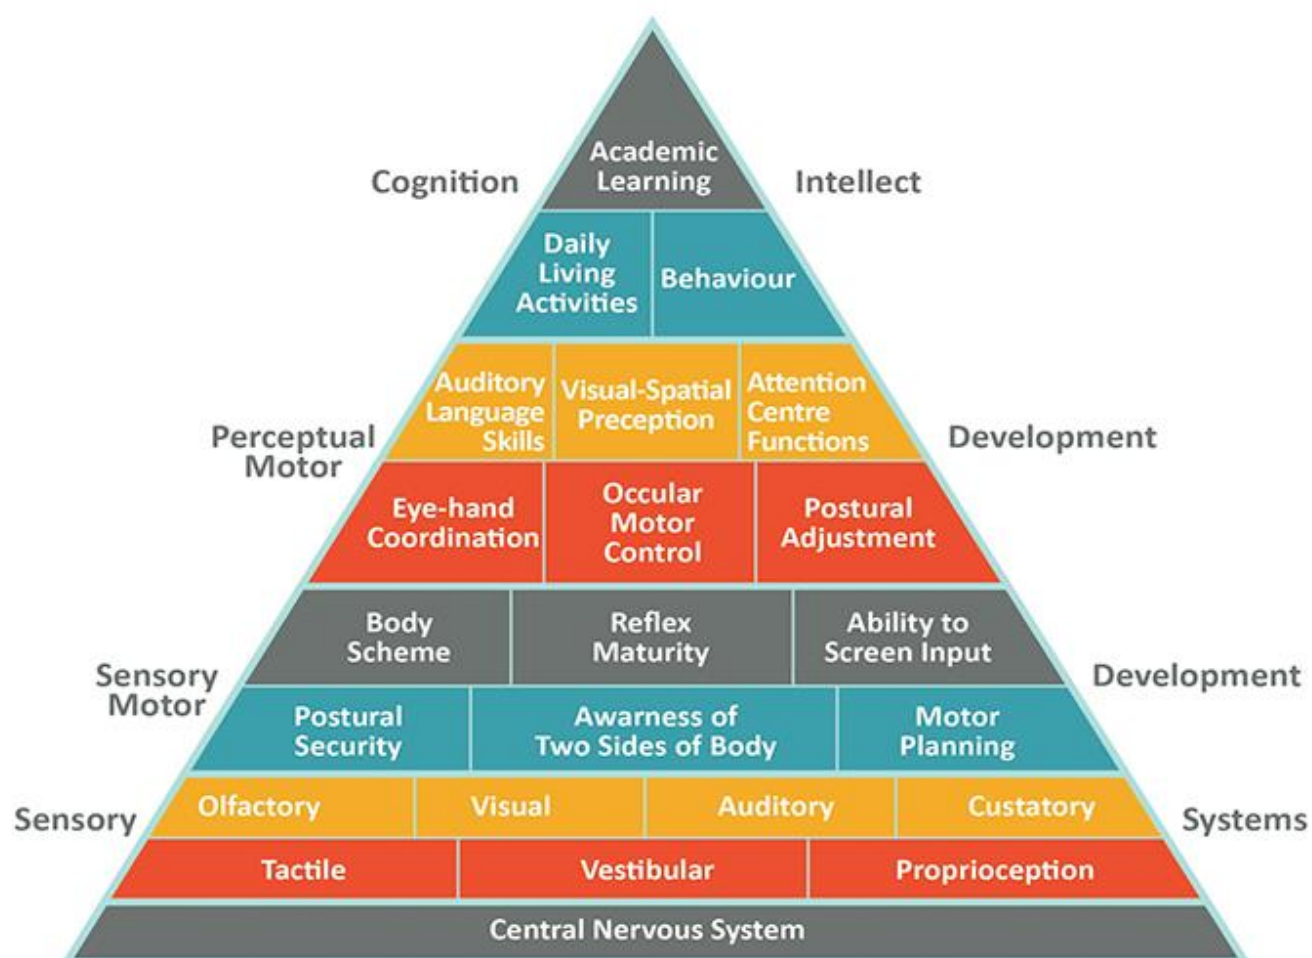 Academic
Learning
Cognition
Intellect
Daily
Living
Activities
Behaviour
Auditory
Language
Skills
Visual-Spatial
Preception
Attention
Centre
Functions
Perceptual
Motor
Development
Eye-hand
Coordination
Occular
Motor
Control
Postural
Adjustment
Body
Scheme
Reflex
Maturity
Ability to
Screen Input
Sensory
Motor
Development
Postural
Security
Awarness of
Two Sides of Body
Motor
Planning
Sensory
Olfactory
Visual
Auditory
Custatory
Systems
Tactile
Vestibular
Proprioception
Central Nervous System